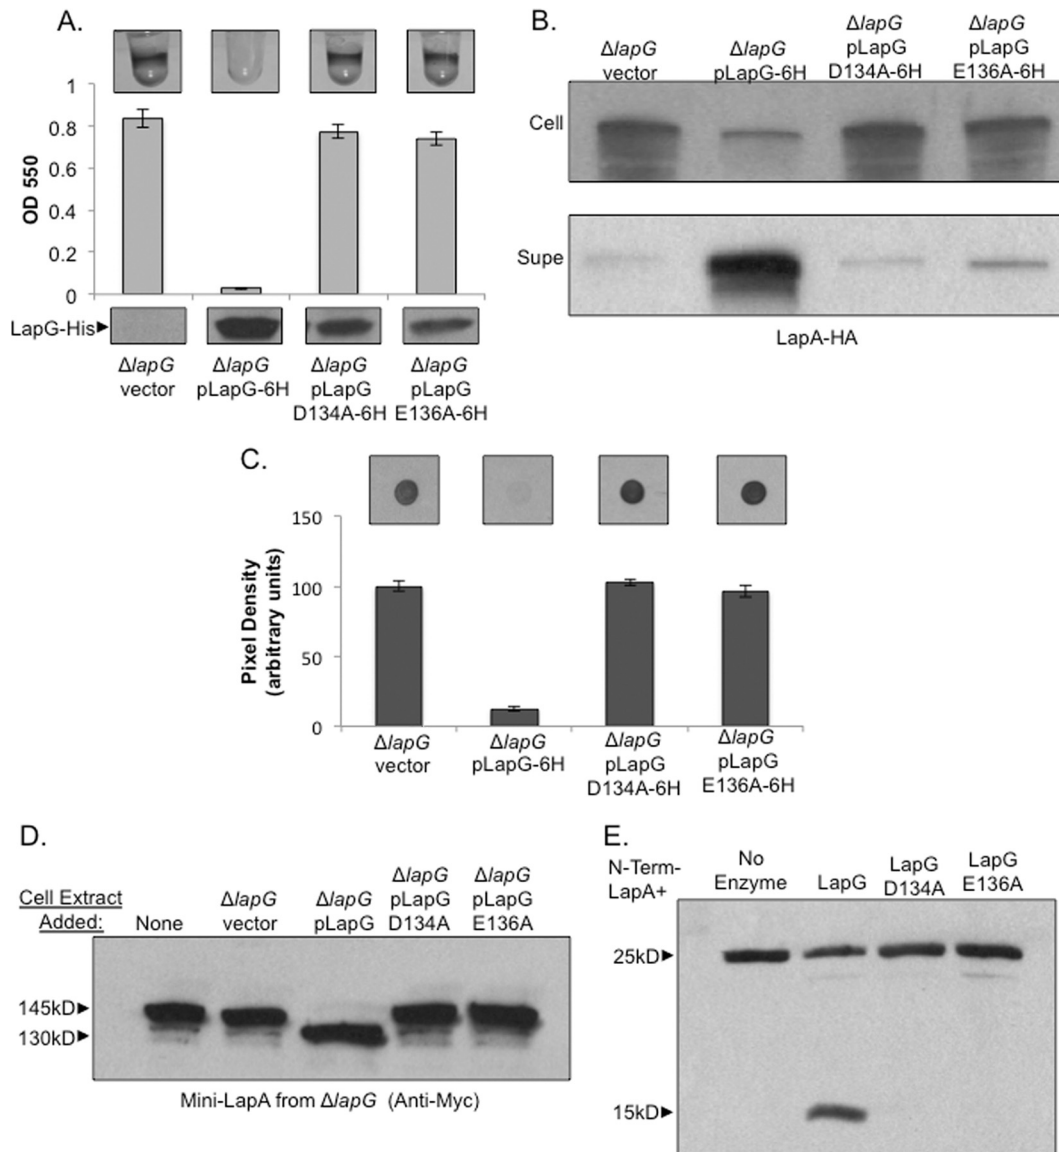 A.
1
0.8
0.6
0.4
0.2
0
OD 550
LapG-His
ΔlapG
vector
ΔlapG
pLapG-6H
ΔlapG
pLapG
D134A-6H
ΔlapG
pLapG
E136A-6H
B.
ΔlapG
vector
ΔlapG
pLapG-6H
ΔlapG
pLapG
D134A-6H
ΔlapG
pLapG
E136A-6H
Cell
Supe
LapA-HA
C.
150
100
50
0
Pixel Density
(arbitrary units)
ΔlapG
vector
ΔlapG
pLapG-6H
ΔlapG
pLapG
D134A-6H
ΔlapG
pLapG
E136A-6H
D.
Cell Extract
Added:
None
ΔlapG
vector
ΔlapG
pLapG
ΔlapG
pLapG
D134A
ΔlapG
pLapG
E136A
145kD
130kD
Mini-LapA from ΔlapG (Anti-Myc)
E.
N-Term-
LapA+
No
Enzyme
LapG
LapG
D134A
LapG
E136A
25kD
15kD